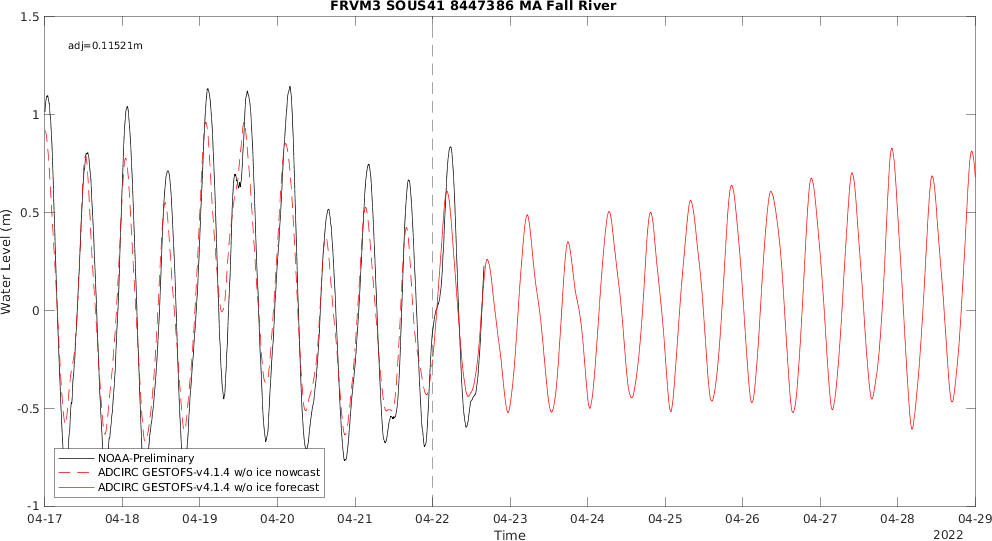 FRVM3 SOUS41 8447386 MA Fall River
adj=0.11521m
1.5
1
0.5
0
-0.5
-1
Water Level (m)
NOAA-Preliminary
ADCIRC GESTOFS-v4.1.4 w/o ice nowcast
ADCIRC GESTOFS-v4.1.4 w/o ice forecast
04-17 04-18 04-19 04-20 04-21 04-22 04-23 04-24 04-25 04-26 04-27 04-28 04-29
Time
2022